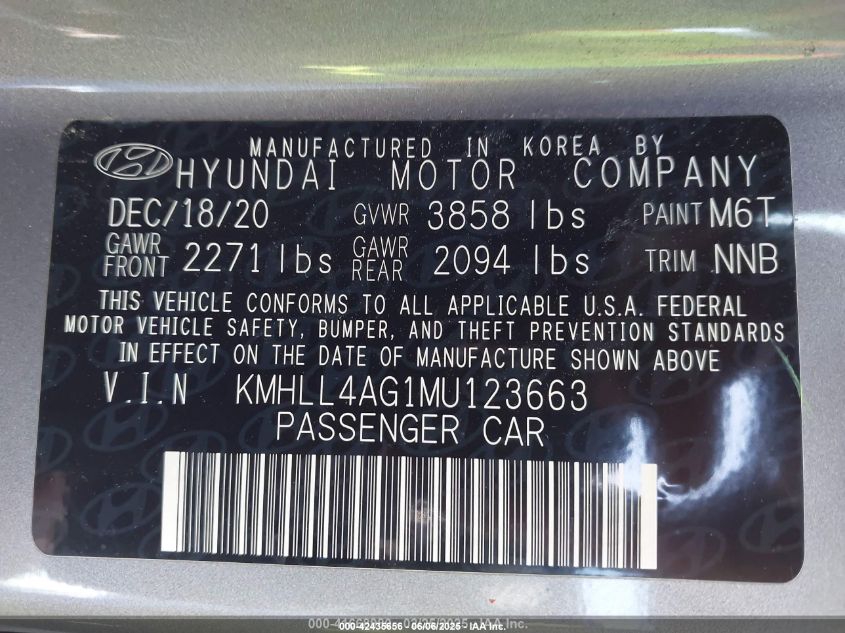 MANUFACTURED IN KOREA BY
HYUNDAI MOTOR COMPANY
DEC/18/20 GVWR 3858 lbs PAINT M6T
GAWR FRONT 2271 lbs GAWR REAR 2094 lbs TRIM NNB
THIS VEHICLE CONFORMS TO ALL APPLICABLE U.S.A. FEDERAL
MOTOR VEHICLE SAFETY, BUMPER, AND THEFT PREVENTION STANDARDS
IN EFFECT ON THE DATE OF MANUFACTURE SHOWN ABOVE
V.I.N KMHLL4AG1MU123663
PASSENGER CAR
000-42435656 06/06/2025 IAA Inc.